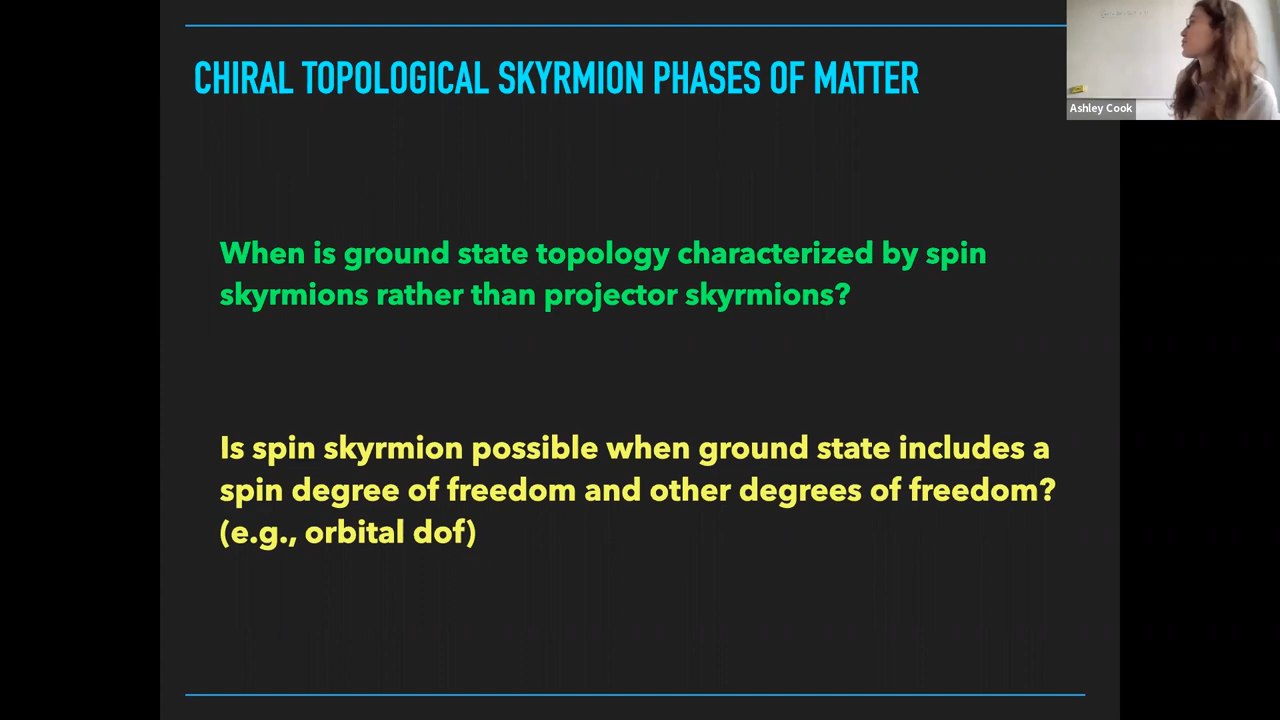 CHIRAL TOPOLOGICAL SKYRMION PHASES OF MATTER
Ashley Cook
When is ground state topology characterized by spin
skyrmions rather than projector skyrmions?
Is spin skyrmion possible when ground state includes a
spin degree of freedom and other degrees of freedom?
(e.g., orbital dof)